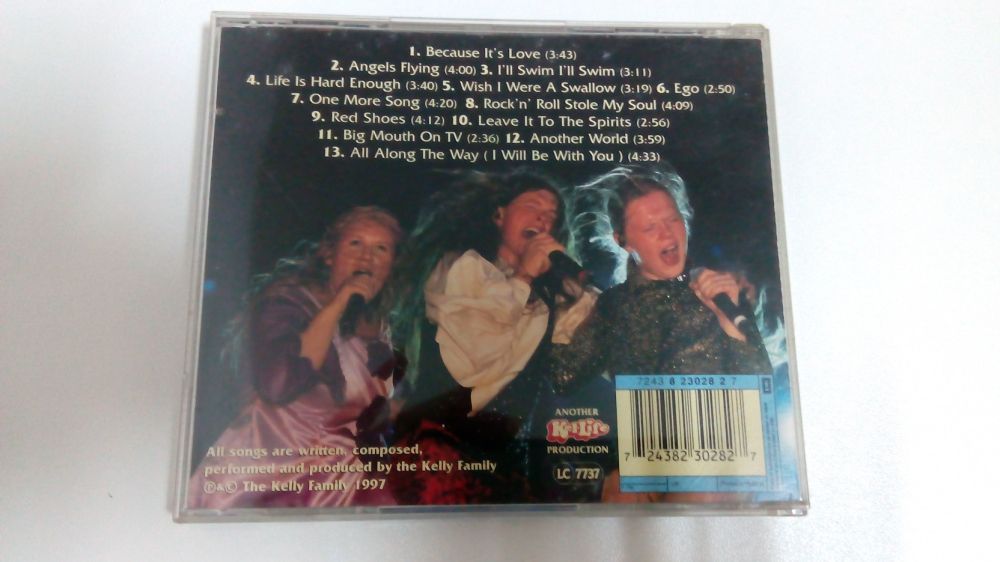 1. Because It's Love (3:43)
2. Angels Flying (4:00) 3. I'll Swim I'll Swim (3:11)
4. Life Is Hard Enough (3:40) 5. Wish I Were A Swallow (3:19) 6. Ego (2:50)
7. One More Song (4:20) 8. Rock'n' Roll Stole My Soul (4:09)
9. Red Shoes (4:12) 10. Leave It To The Spirits (2:56)
11. Big Mouth On TV (2:36) 12. Another World (3:59)
13. All Along The Way ( I Will Be With You ) (4:33)
7243 8 23028 2 7
ANOTHER
Kel-Life
PRODUCTION
LC 7737
7 24382 30282 7
All songs are written, composed,
performed and produced by the Kelly Family
℗&© The Kelly Family 1997